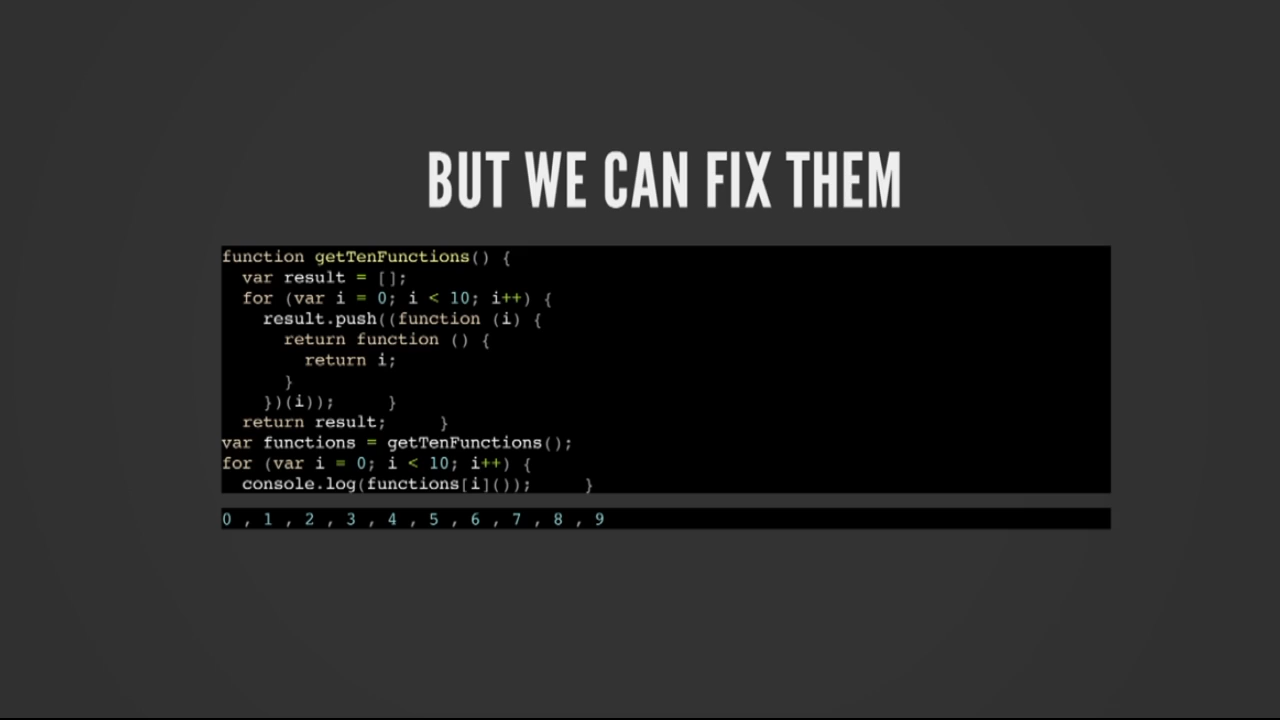 BUT WE CAN FIX THEM
function getTenFunctions() {
  var result = [];
  for (var i = 0; i < 10; i++) {
    result.push((function (i) {
      return function () {
        return i;
      }
    })(i));     }
  return result;     }
var functions = getTenFunctions();
for (var i = 0; i < 10; i++) {
  console.log(functions[i]());     }
0 , 1 , 2 , 3 , 4 , 5 , 6 , 7 , 8 , 9